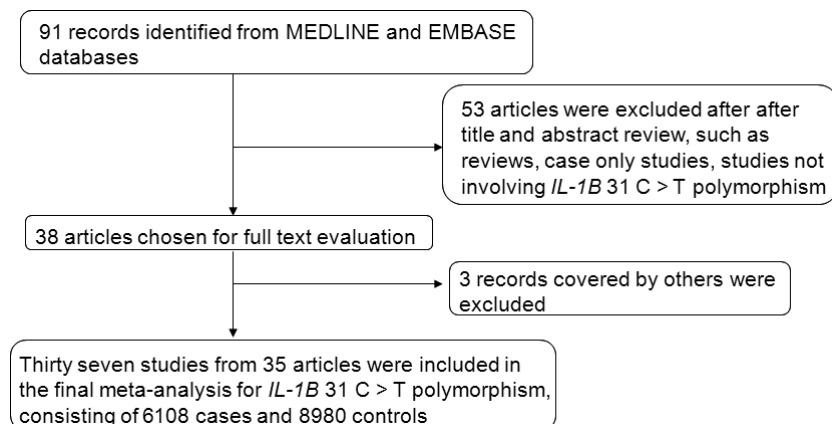 91 records identified from MEDLINE and EMBASE
databases
53 articles were excluded after after
title and abstract review, such as
reviews, case only studies, studies not
involving IL-1B 31 C > T polymorphism
38 articles chosen for full text evaluation
3 records covered by others were
excluded
Thirty seven studies from 35 articles were included in
the final meta-analysis for IL-1B 31 C > T polymorphism,
consisting of 6108 cases and 8980 controls